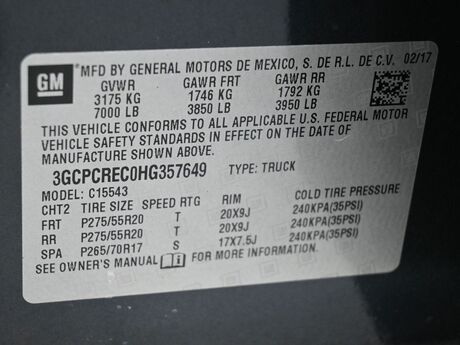 GM MFD BY GENERAL MOTORS DE MEXICO, S. DE R.L. DE C.V. 02/17
GVWR GAWR FRT GAWR RR
3175 KG 1746 KG 1792 KG
7000 LB 3850 LB 3950 LB
THIS VEHICLE CONFORMS TO ALL APPLICABLE U.S. FEDERAL MOTOR
VEHICLE SAFETY STANDARDS IN EFFECT ON THE DATE OF
MANUFACTURE SHOWN ABOVE.
3GCPCREC0HG357649 TYPE: TRUCK
MODEL: C15543
CHT2 TIRE SIZE SPEED RTG RIM COLD TIRE PRESSURE
FRT P275/55R20 T 20X9J 240KPA(35PSI)
RR P275/55R20 T 20X9J 240KPA(35PSI)
SPA P265/70R17 S 17X7.5J 240KPA(35PSI)
SEE OWNER'S MANUAL FOR MORE INFORMATION.